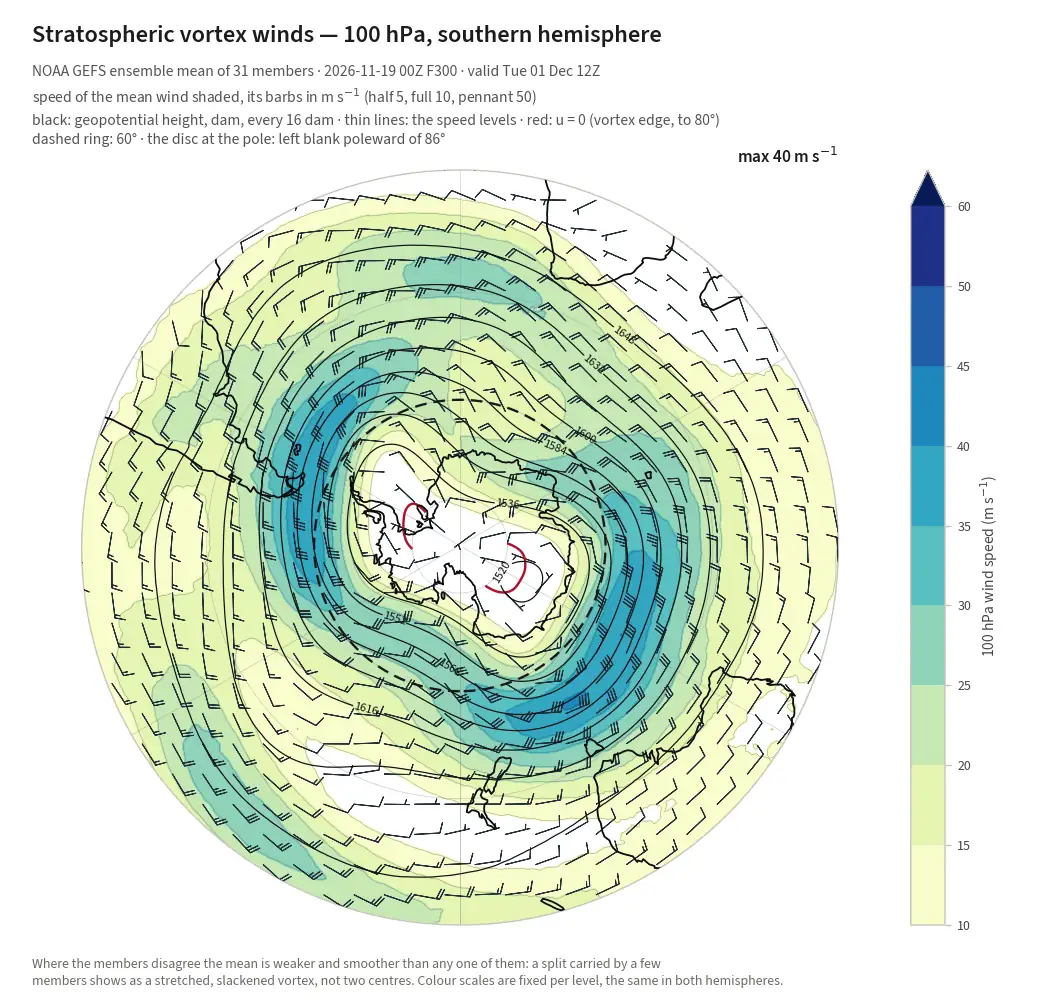 Stratospheric vortex winds — 100 hPa, southern hemisphere
NOAA GEFS ensemble mean of 31 members · 2026-11-19 00Z F300 · valid Tue 01 Dec 12Z
speed of the mean wind shaded, its barbs in m s⁻¹ (half 5, full 10, pennant 50)
black: geopotential height, dam, every 16 dam · thin lines: the speed levels · red: u = 0 (vortex edge, to 80°)
dashed ring: 60° · the disc at the pole: left blank poleward of 86°
max 40 m s⁻¹
60
50
45
40
35
30
25
20
15
10
100 hPa wind speed (m s⁻¹)
1648
1600
1584
1536
1520
1616
Where the members disagree the mean is weaker and smoother than any one of them: a split carried by a few
members shows as a stretched, slackened vortex, not two centres. Colour scales are fixed per level, the same in both hemispheres.